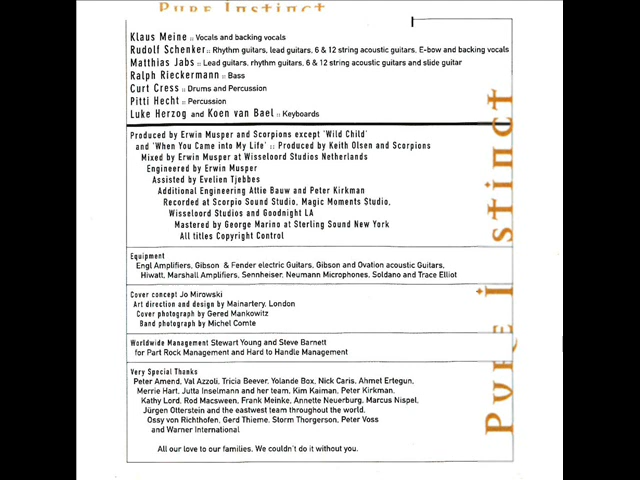 Pure Instinct
Klaus Meine :: Vocals and backing vocals
Rudolf Schenker :: Rhythm guitars, lead guitars, 6 & 12 string acoustic guitars, E-bow and backing vocals
Matthias Jabs :: Lead guitars, rhythm guitars, 6 & 12 string acoustic guitars and slide guitar
Ralph Rieckermann :: Bass
Curt Cress :: Drums and Percussion
Pitti Hecht :: Percussion
Luke Herzog and Koen van Bael :: Keyboards
Produced by Erwin Musper and Scorpions except 'Wild Child'
and 'When You Came into My Life' :: Produced by Keith Olsen and Scorpions
Mixed by Erwin Musper at Wisseloord Studios Netherlands
Engineered by Erwin Musper
Assisted by Evelien Tjebbes
Additional Engineering Attie Bauw and Peter Kirkman
Recorded at Scorpio Sound Studio, Magic Moments Studio,
Wisseloord Studios and Goodnight LA
Mastered by George Marino at Sterling Sound New York
All titles Copyright Control
Equipment
Engl Amplifiers, Gibson & Fender electric Guitars, Gibson and Ovation acoustic Guitars,
Hiwatt, Marshall Amplifiers, Sennheiser, Neumann Microphones, Soldano and Trace Elliot
Cover concept Jo Mirowski
Art direction and design by Mainartery, London
Cover photograph by Gered Mankowitz
Band photograph by Michel Comte
Worldwide Management Stewart Young and Steve Barnett
for Part Rock Management and Hard to Handle Management
Very Special Thanks
Peter Amend, Val Azzoli, Tricia Beever, Yolande Box, Nick Caris, Ahmet Ertegun,
Merrie Hart, Jutta Inselmann and her team, Kim Kaiman, Peter Kirkman,
Kathy Lord, Rod Macsween, Frank Meinke, Annette Neuerburg, Marcus Nispel,
Jürgen Otterstein and the eastwest team throughout the world,
Ossy von Richthofen, Gerd Thieme, Storm Thorgerson, Peter Voss
and Warner International
All our love to our families, We couldn't do it without you.
Pure Instinct